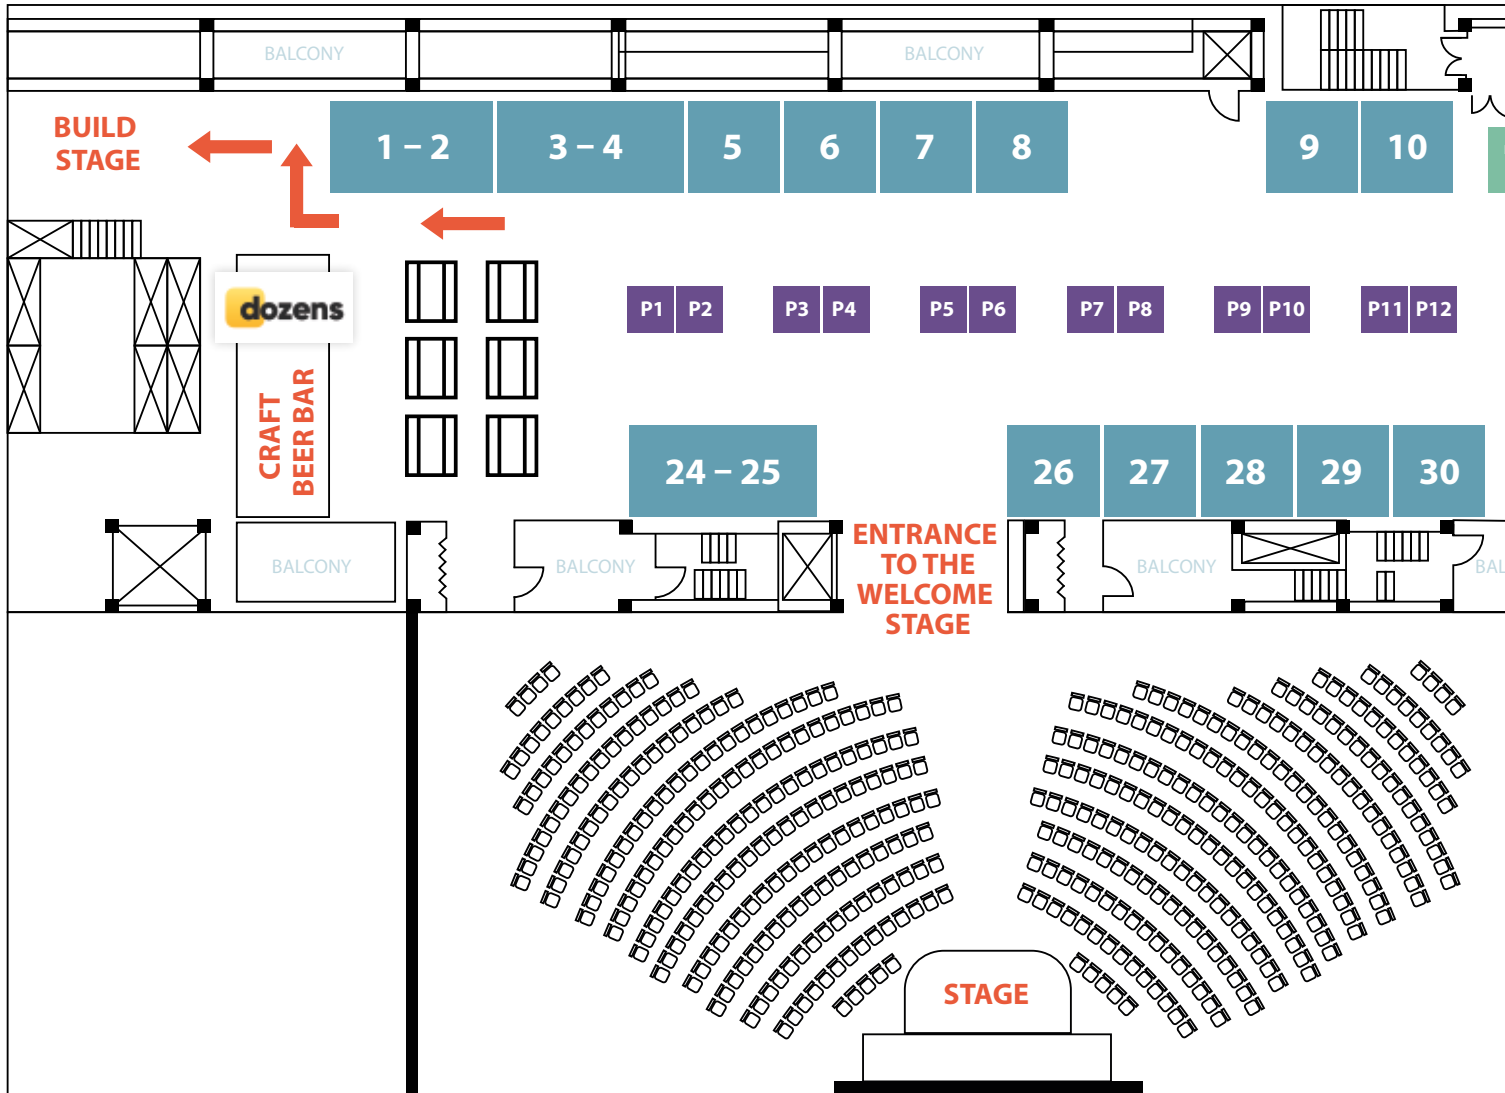 BALCONY
BALCONY
BUILD
STAGE
1 – 2
3 – 4
5
6
7
8
9
10
dozens
CRAFT
BEER BAR
P1
P2
P3
P4
P5
P6
P7
P8
P9
P10
P11
P12
24 – 25
26
27
28
29
30
ENTRANCE
TO THE
WELCOME
STAGE
BALCONY
BALCONY
BALCONY
BAL
STAGE